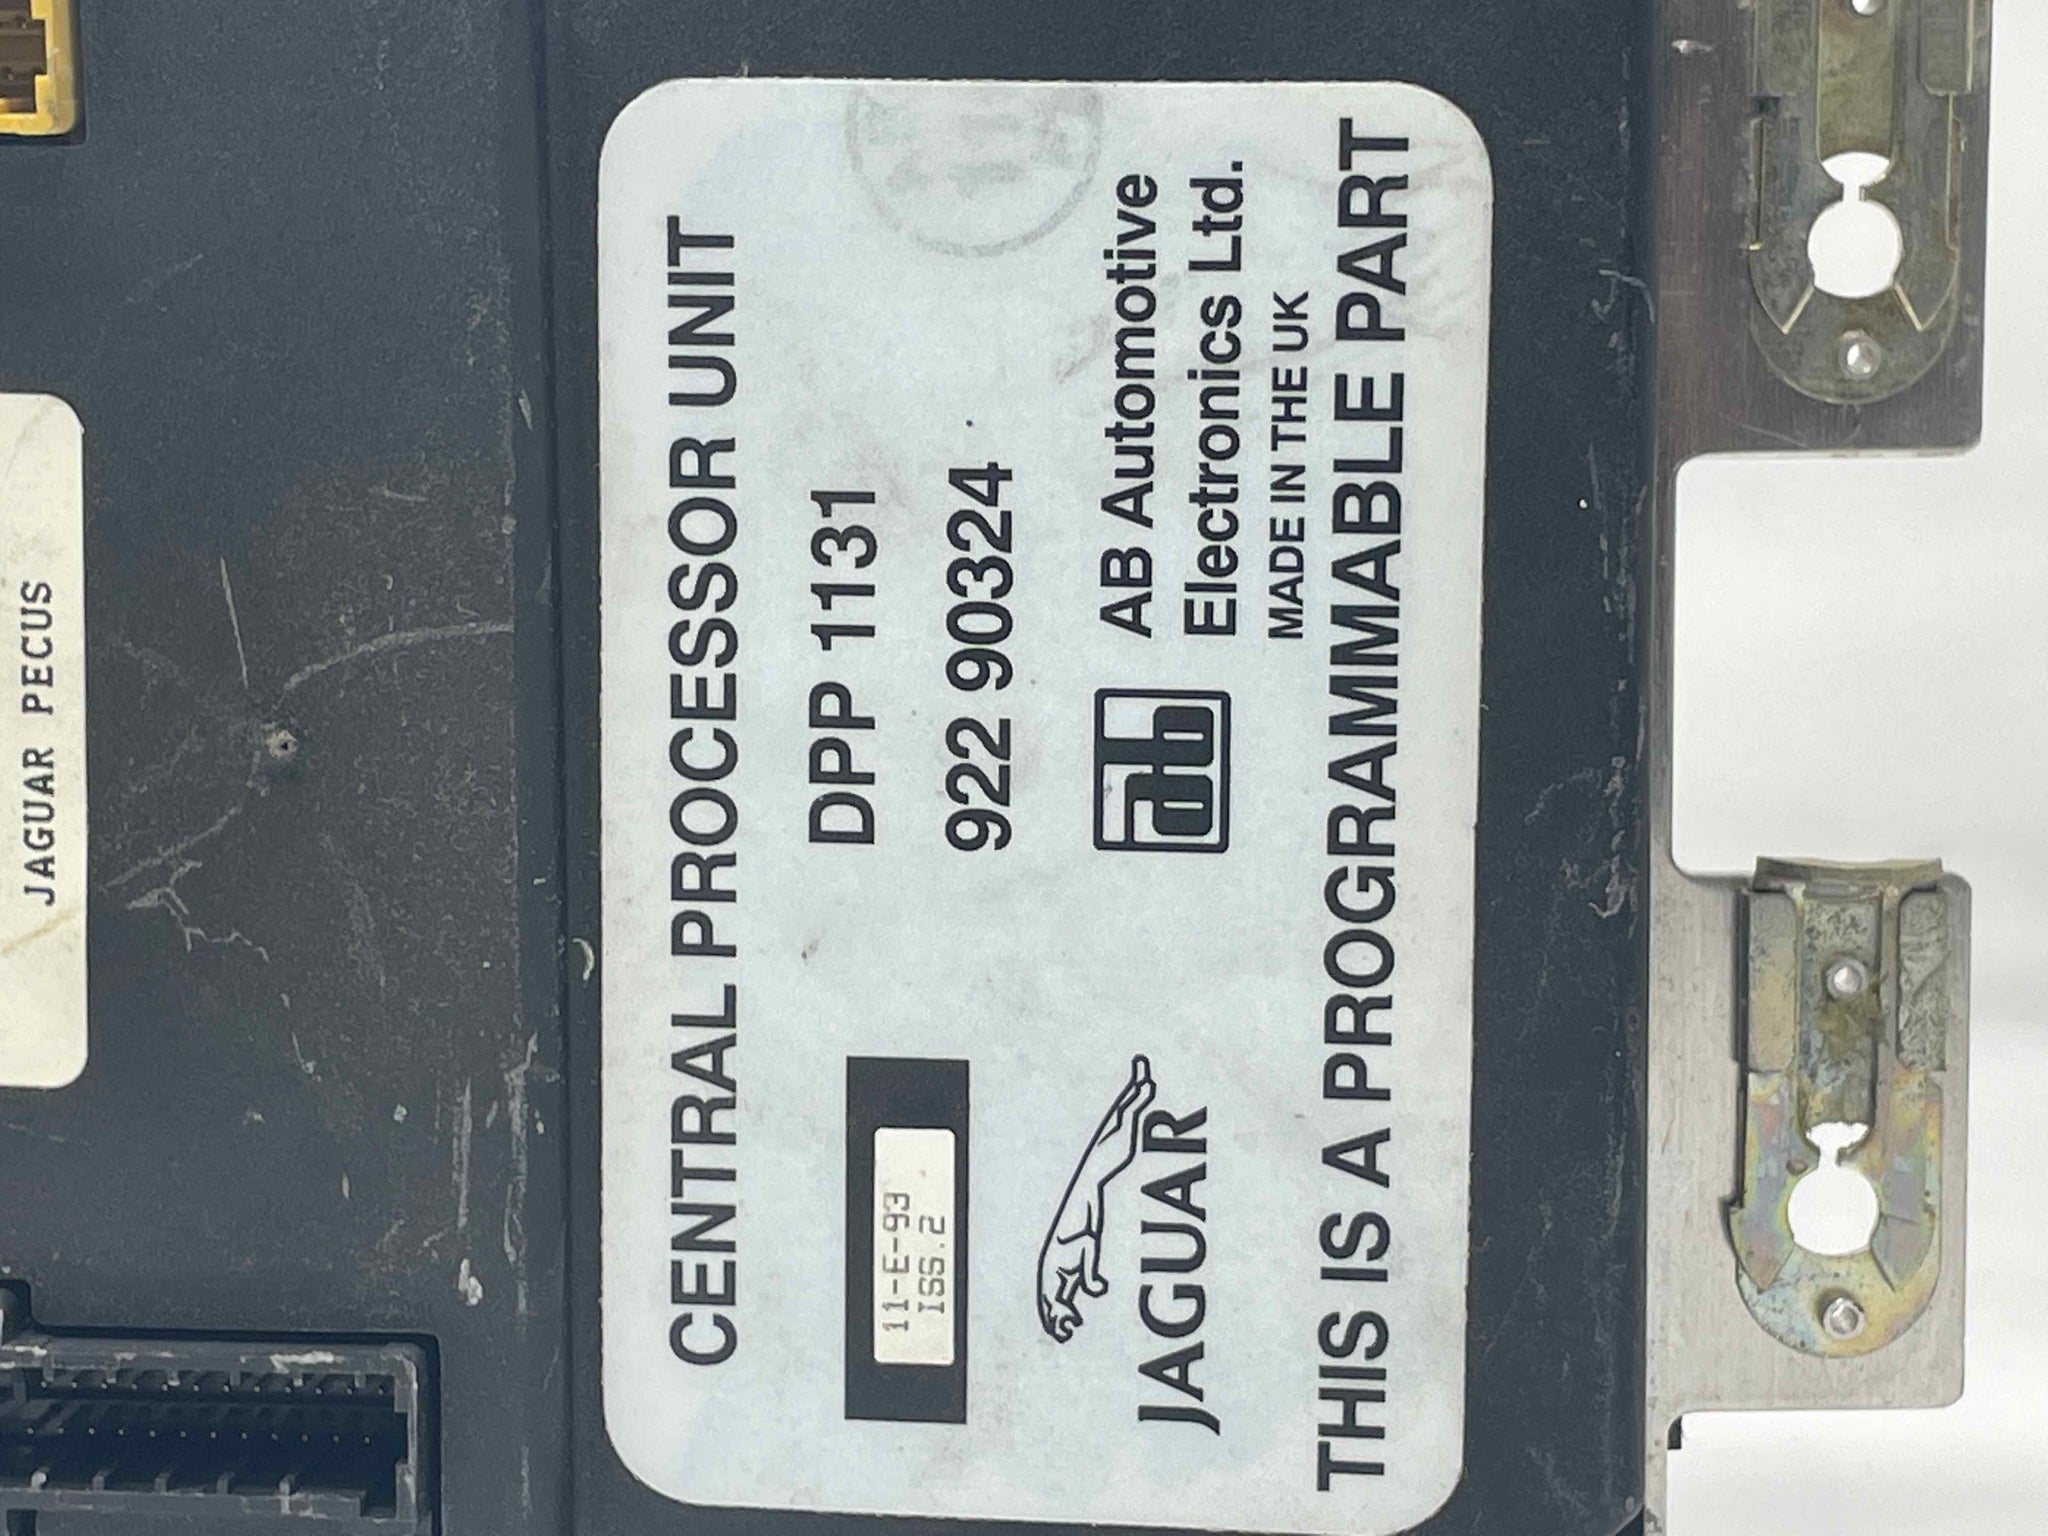 JAGUAR PECUS
CENTRAL PROCESSOR UNIT
DPP 1131
922 90324
11-E-93
ISS.2
JAGUAR
ab
AB Automotive
Electronics Ltd.
MADE IN THE UK
THIS IS A PROGRAMMABLE PART